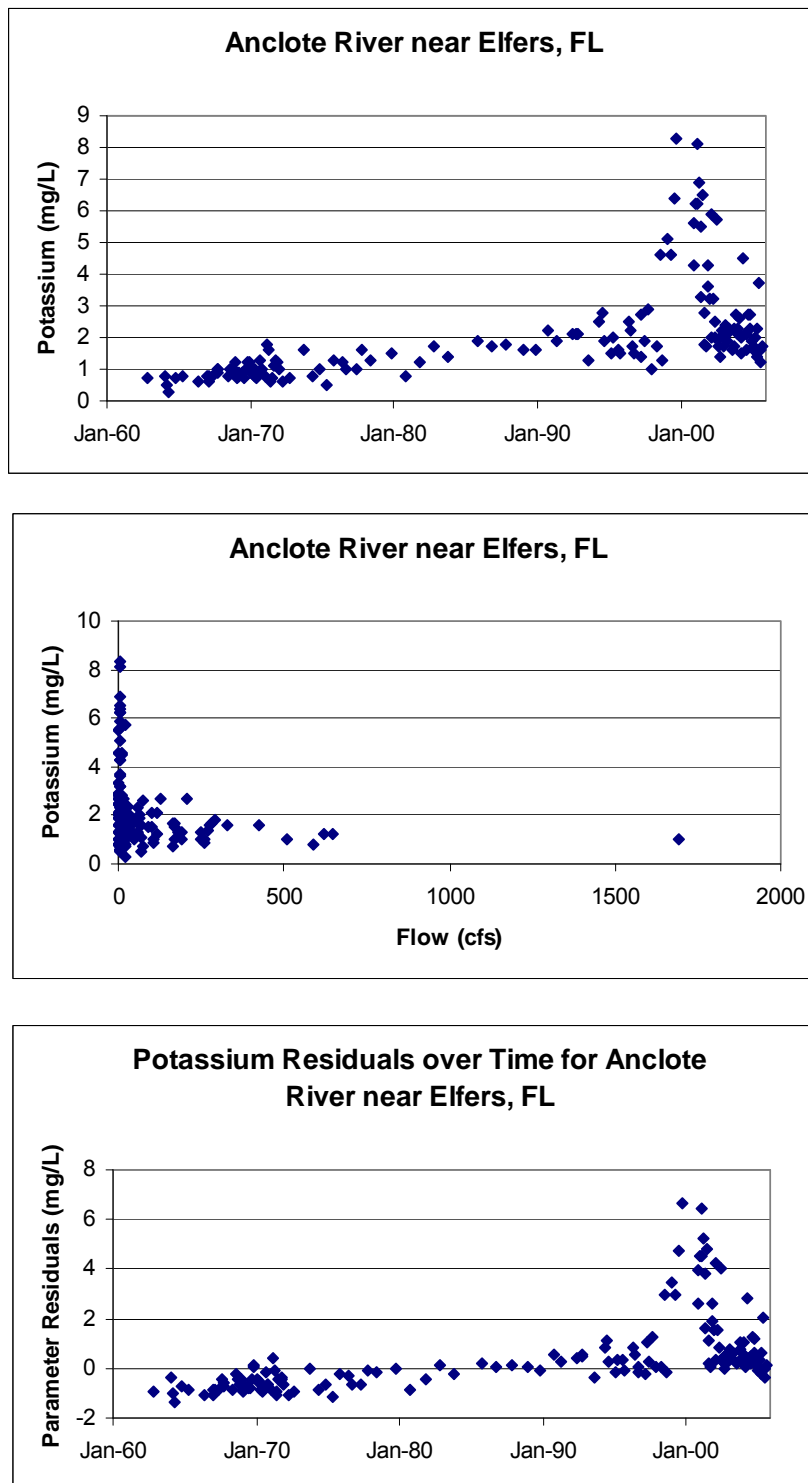 Anclote River near Elfers, FL
Potassium (mg/L)
9
8
7
6
5
4
3
2
1
0
Jan-60 Jan-70 Jan-80 Jan-90 Jan-00
Anclote River near Elfers, FL
Potassium (mg/L)
10
8
6
4
2
0
0 500 1000 1500 2000
Flow (cfs)
Potassium Residuals over Time for Anclote
River near Elfers, FL
Parameter Residuals (mg/L)
8
6
4
2
0
-2
Jan-60 Jan-70 Jan-80 Jan-90 Jan-00